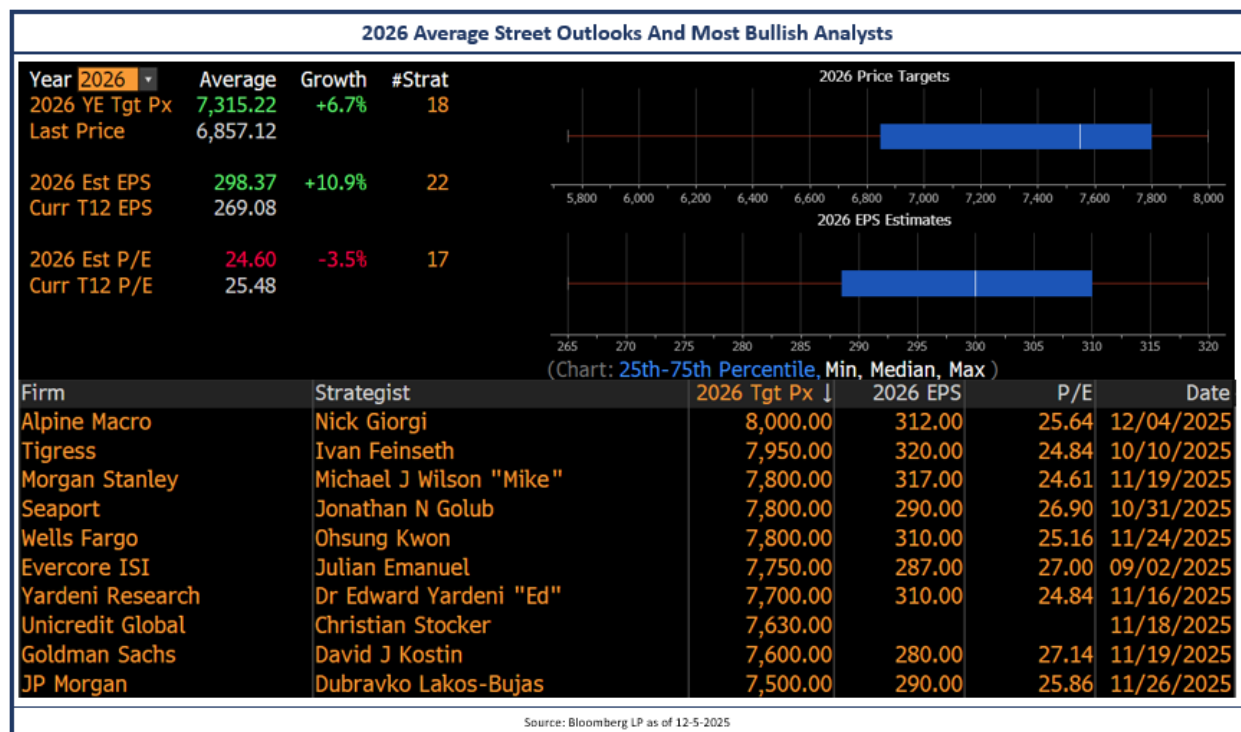 2026 Average Street Outlooks And Most Bullish Analysts
Year 2026 Average Growth #Strat
2026 YE Tgt Px 7,315.22 +6.7% 18
Last Price 6,857.12
2026 Est EPS 298.37 +10.9% 22
Curr T12 EPS 269.08
2026 Est P/E 24.60 -3.5% 17
Curr T12 P/E 25.48
2026 Price Targets
5,800 6,000 6,200 6,400 6,600 6,800 7,000 7,200 7,400 7,600 7,800 8,000
2026 EPS Estimates
265 270 275 280 285 290 295 300 305 310 315 320
(Chart: 25th-75th Percentile, Min, Median, Max )
Firm Strategist 2026 Tgt Px ↓ 2026 EPS P/E Date
Alpine Macro Nick Giorgi 8,000.00 312.00 25.64 12/04/2025
Tigress Ivan Feinseth 7,950.00 320.00 24.84 10/10/2025
Morgan Stanley Michael J Wilson "Mike" 7,800.00 317.00 24.61 11/19/2025
Seaport Jonathan N Golub 7,800.00 290.00 26.90 10/31/2025
Wells Fargo Ohsung Kwon 7,800.00 310.00 25.16 11/24/2025
Evercore ISI Julian Emanuel 7,750.00 287.00 27.00 09/02/2025
Yardeni Research Dr Edward Yardeni "Ed" 7,700.00 310.00 24.84 11/16/2025
Unicredit Global Christian Stocker 7,630.00 11/18/2025
Goldman Sachs David J Kostin 7,600.00 280.00 27.14 11/19/2025
JP Morgan Dubravko Lakos-Bujas 7,500.00 290.00 25.86 11/26/2025
Source: Bloomberg LP as of 12-5-2025